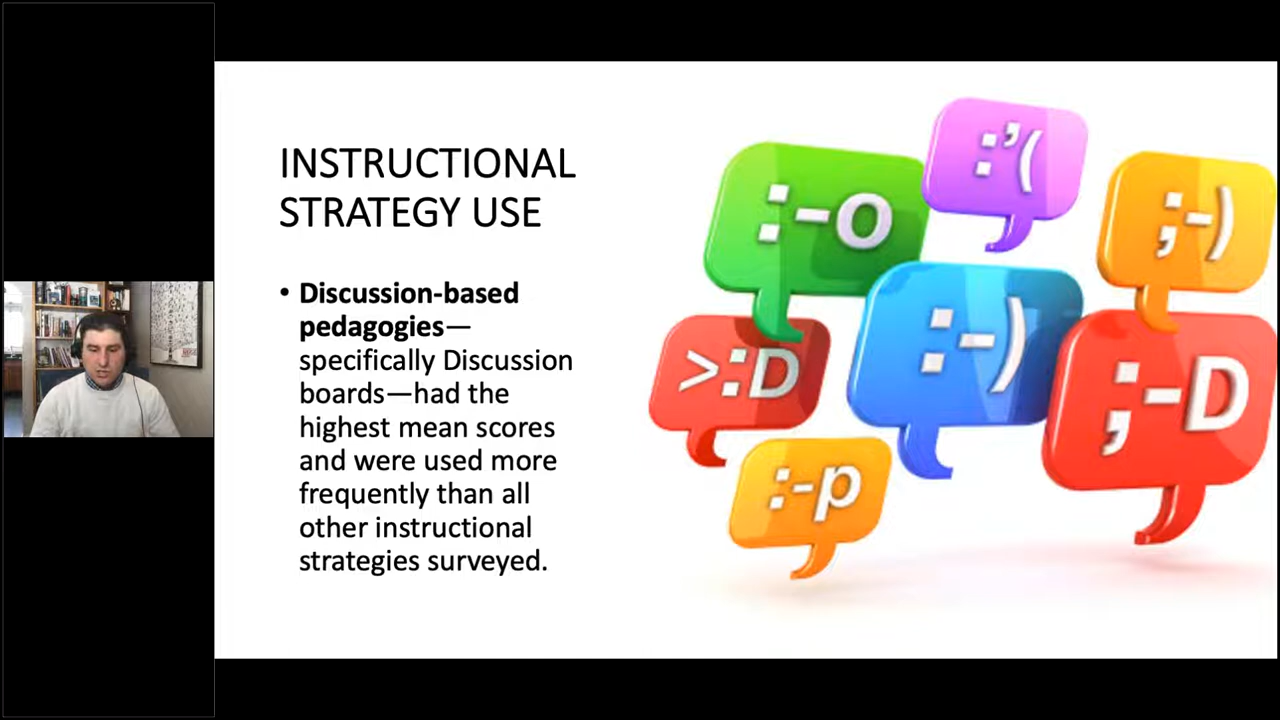 INSTRUCTIONAL
STRATEGY USE
• Discussion-based
pedagogies—
specifically Discussion
boards—had the
highest mean scores
and were used more
frequently than all
other instructional
strategies surveyed.
:'(
:-o
;-)
:-)
>:D
;-D
:-p